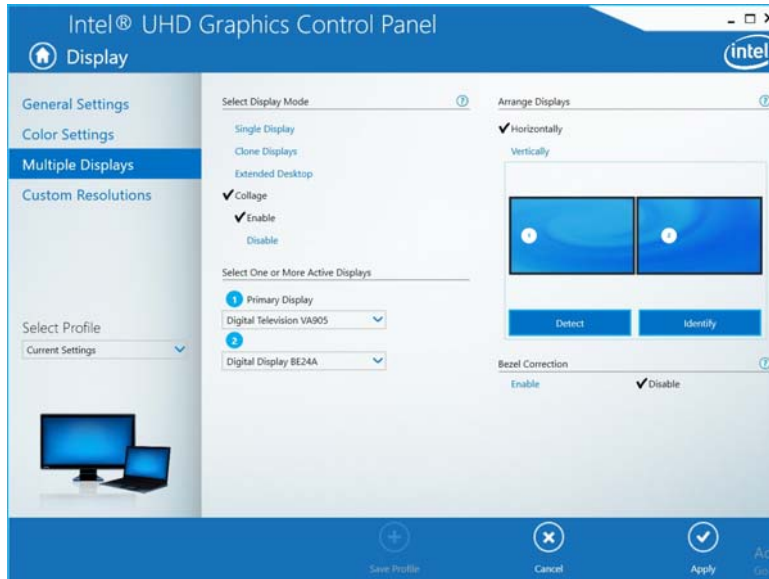 Intel® UHD Graphics Control Panel
intel
Display
General Settings
Color Settings
Multiple Displays
Custom Resolutions
Select Profile
Current Settings
Select Display Mode
Single Display
Clone Displays
Extended Desktop
Collage
Enable
Disable
Select One or More Active Displays
1 Primary Display
Digital Television VA905
2
Digital Display BE24A
Arrange Displays
Horizontally
Vertically
1 2
Detect Identify
Bezel Correction
Enable Disable
Save Profile Cancel Apply